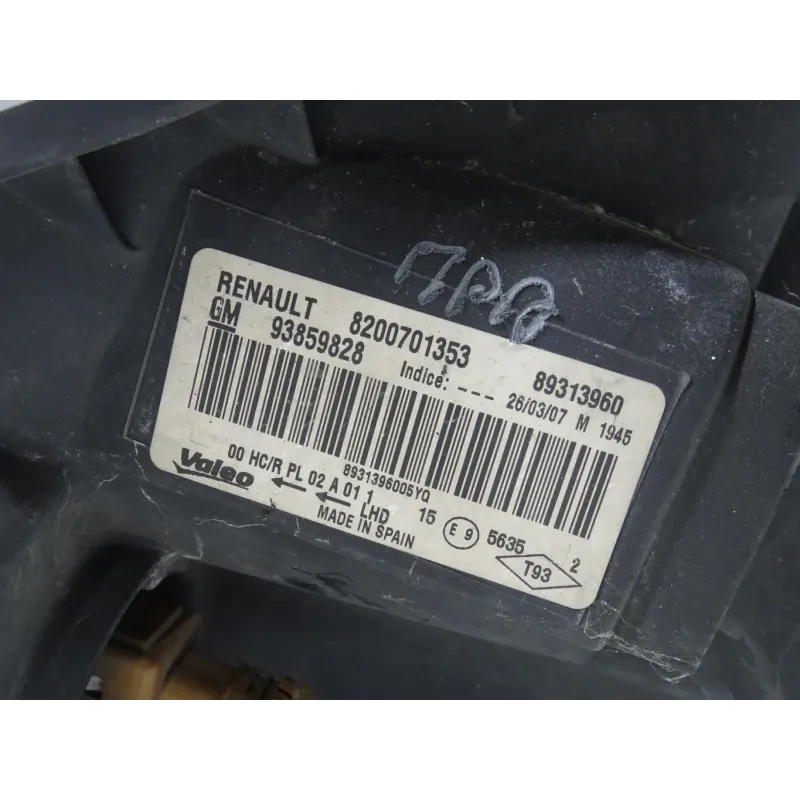 RENAULT 8200701353 89313960
GM 93859828 Indice: _ _ _ 26/03/07 M 1945
8931396005YQ
Valeo 00 HC/R PL 02 A 01 1 15 E 9 5635 2
LHD T93
MADE IN SPAIN